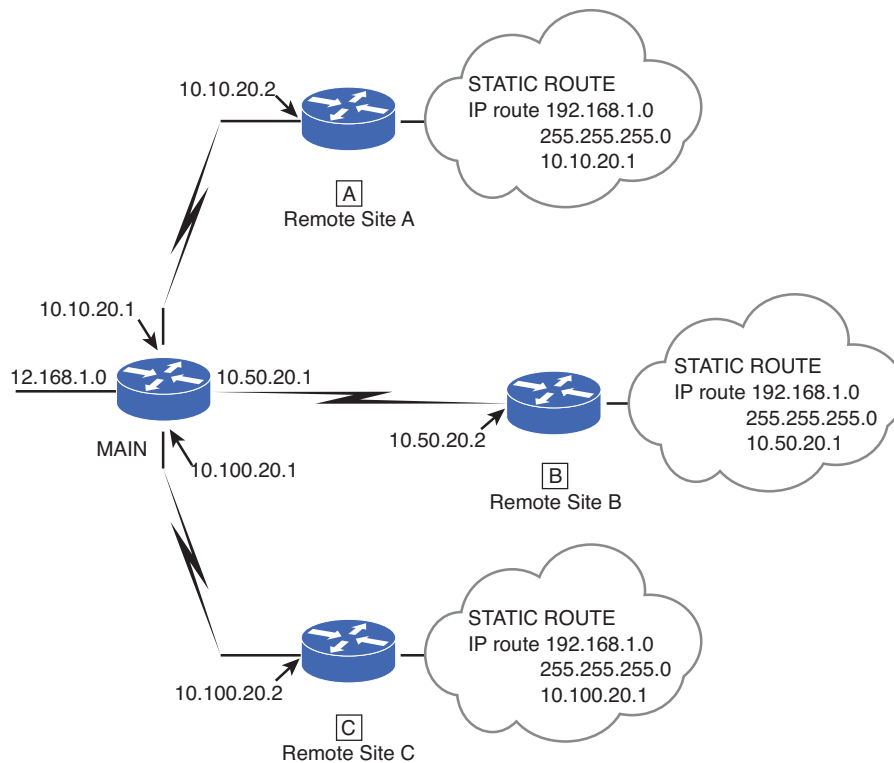 10.10.20.2
STATIC ROUTE
IP route 192.168.1.0
255.255.255.0
10.10.20.1
A
Remote Site A
10.10.20.1
12.168.1.0
10.50.20.1
MAIN
10.100.20.1
10.50.20.2
STATIC ROUTE
IP route 192.168.1.0
255.255.255.0
10.50.20.1
B
Remote Site B
10.100.20.2
STATIC ROUTE
IP route 192.168.1.0
255.255.255.0
10.100.20.1
C
Remote Site C